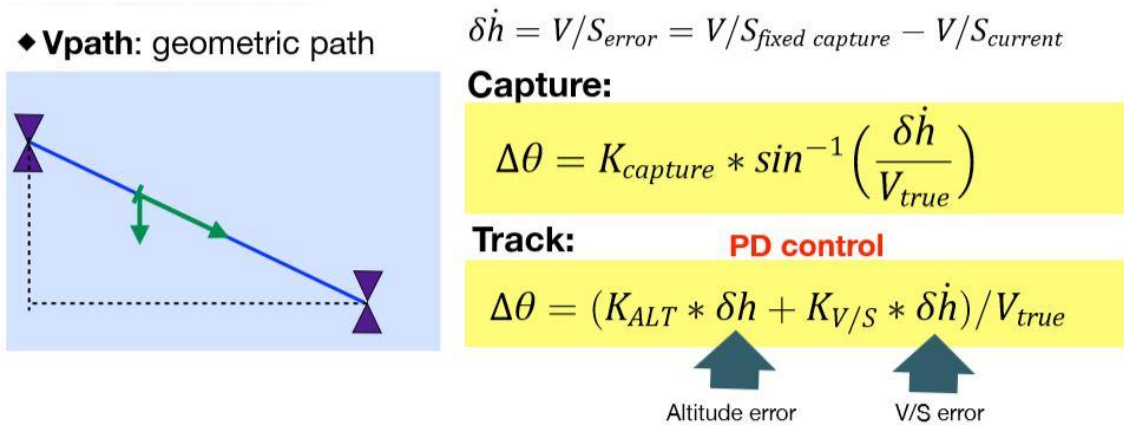 ◆ Vpath: geometric path
δḣ = V/S_error = V/S_fixed capture − V/S_current
Capture:
Δθ = K_capture * sin⁻¹(δḣ / V_true)
Track:
PD control
Δθ = (K_ALT * δh + K_V/S * δḣ)/V_true
Altitude error
V/S error